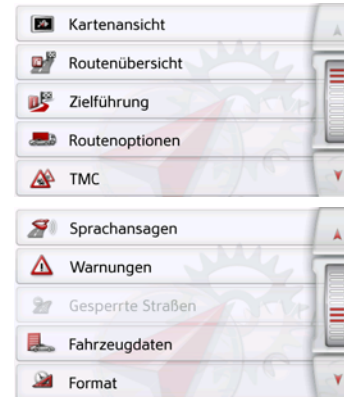 Kartenansicht
Routenübersicht
Zielführung
Routenoptionen
TMC
Sprachansagen
Warnungen
Gesperrte Straßen
Fahrzeugdaten
Format